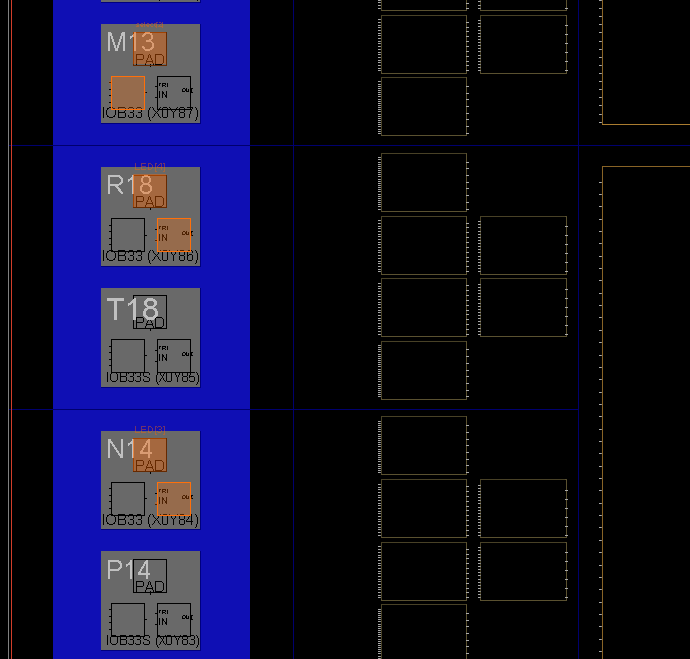 M13
PAD
TRI
IN
OUT
IOB33 (X0Y87)
LED[4]
R18
PAD
TRI
IN
OUT
IOB33 (X0Y86)
T18
PAD
TRI
IN
OUT
IOB33S (X0Y85)
LED[3]
N14
PAD
TRI
IN
OUT
IOB33 (X0Y84)
P14
PAD
TRI
IN
OUT
IOB33S (X0Y83)